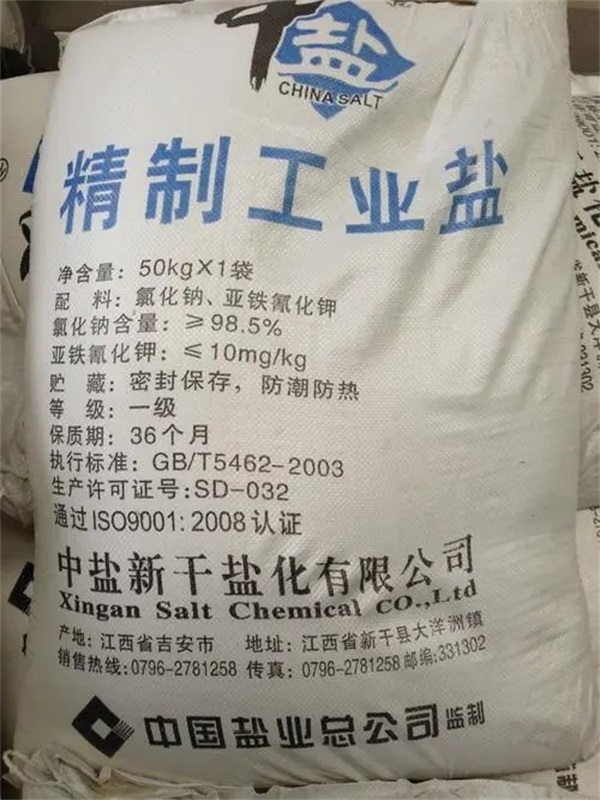 中盐
CHINA SALT
精制工业盐
净含量：50kg×1袋
配 料：氯化钠、亚铁氰化钾
氯化钠含量：≥98.5%
亚铁氰化钾：≤10mg/kg
贮 藏：密封保存，防潮防热
等 级：一级
保质期：36个月
执行标准：GB/T5462-2003
生产许可证号：SD-032
通过ISO9001：2008认证
中盐新干盐化有限公司
Xingan Salt Chemical CO.,Ltd
产地：江西省吉安市 地址：江西省新干县大洋洲镇
销售热线：0796-2781258 传真：0796-2781258 邮编：331302
中国盐业总公司监制